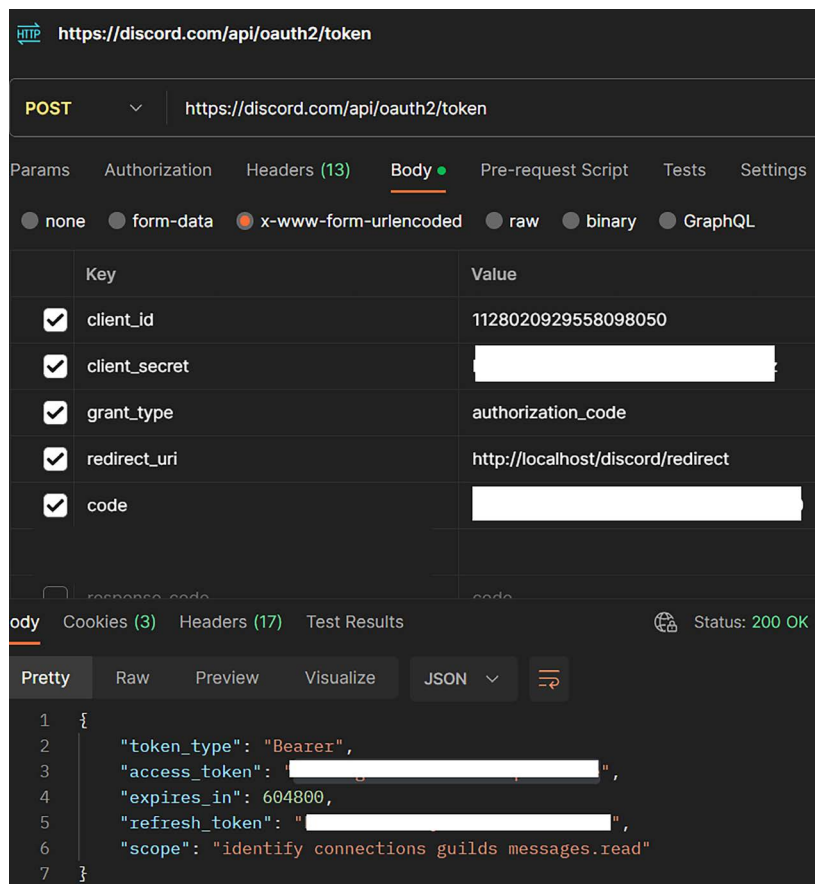 HTTP https://discord.com/api/oauth2/token
POST https://discord.com/api/oauth2/token
Params Authorization Headers (13) Body Pre-request Script Tests Settings
none form-data x-www-form-urlencoded raw binary GraphQL
Key Value
client_id 1128020929558098050
client_secret
grant_type authorization_code
redirect_uri http://localhost/discord/redirect
code
response_code code
ody Cookies (3) Headers (17) Test Results Status: 200 OK
Pretty Raw Preview Visualize JSON
1 {
2 "token_type": "Bearer",
3 "access_token": "",
4 "expires_in": 604800,
5 "refresh_token": "",
6 "scope": "identify connections guilds messages.read"
7 }